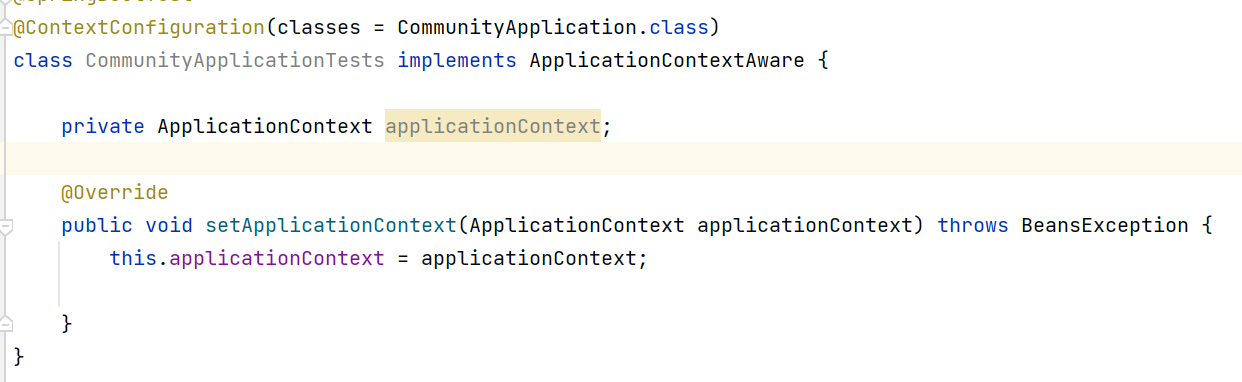 @ContextConfiguration(classes = CommunityApplication.class)
class CommunityApplicationTests implements ApplicationContextAware {
private ApplicationContext applicationContext;
@Override
public void setApplicationContext(ApplicationContext applicationContext) throws BeansException {
this.applicationContext = applicationContext;
}
}